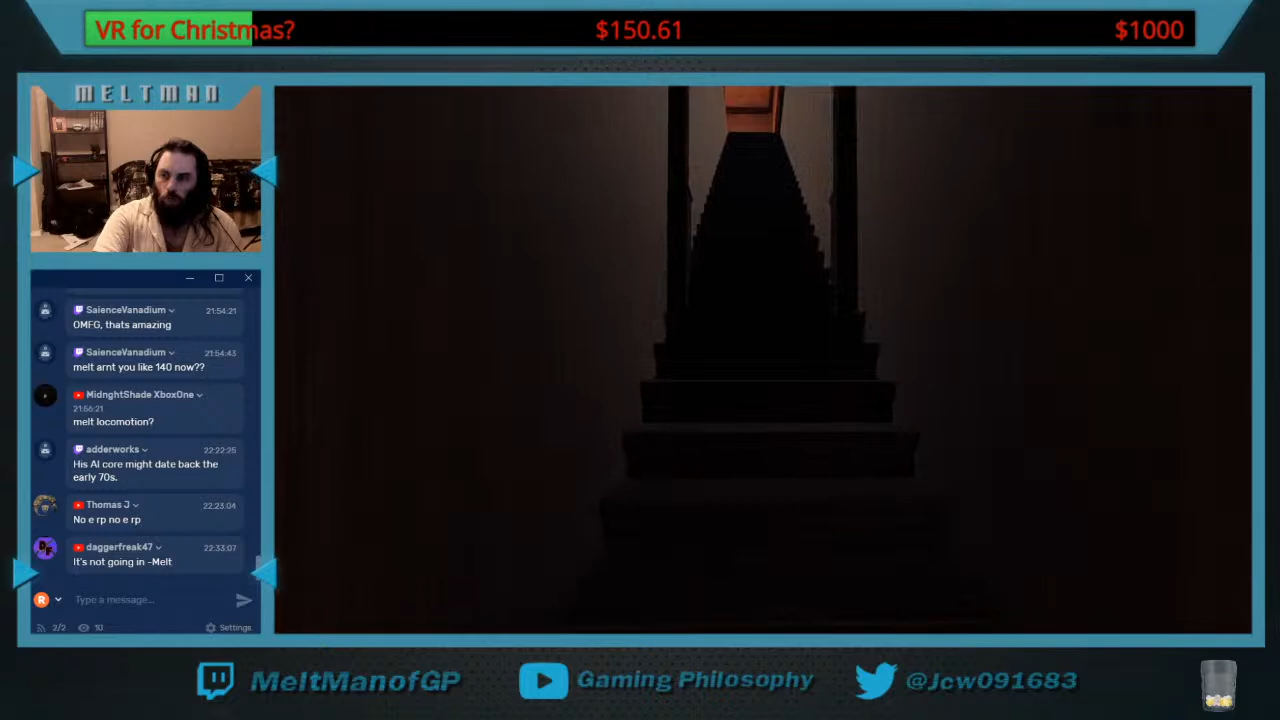 VR for Christmas? $150.61 $1000
MELTMAN
SaienceVanadium 21:54:21
OMFG, thats amazing
SaienceVanadium 21:54:43
melt arnt you like 140 now??
MidnghtShade XboxOne
21:56:21
melt locomotion?
adderworks 22:22:25
His AI core might date back the
early 70s.
Thomas J 22:23:04
No e rp no e rp
daggerfreak47 22:33:07
It's not going in -Melt
R Type a message...
2/2 10 Settings
MeltManofGP Gaming Philosophy @Jcw091683